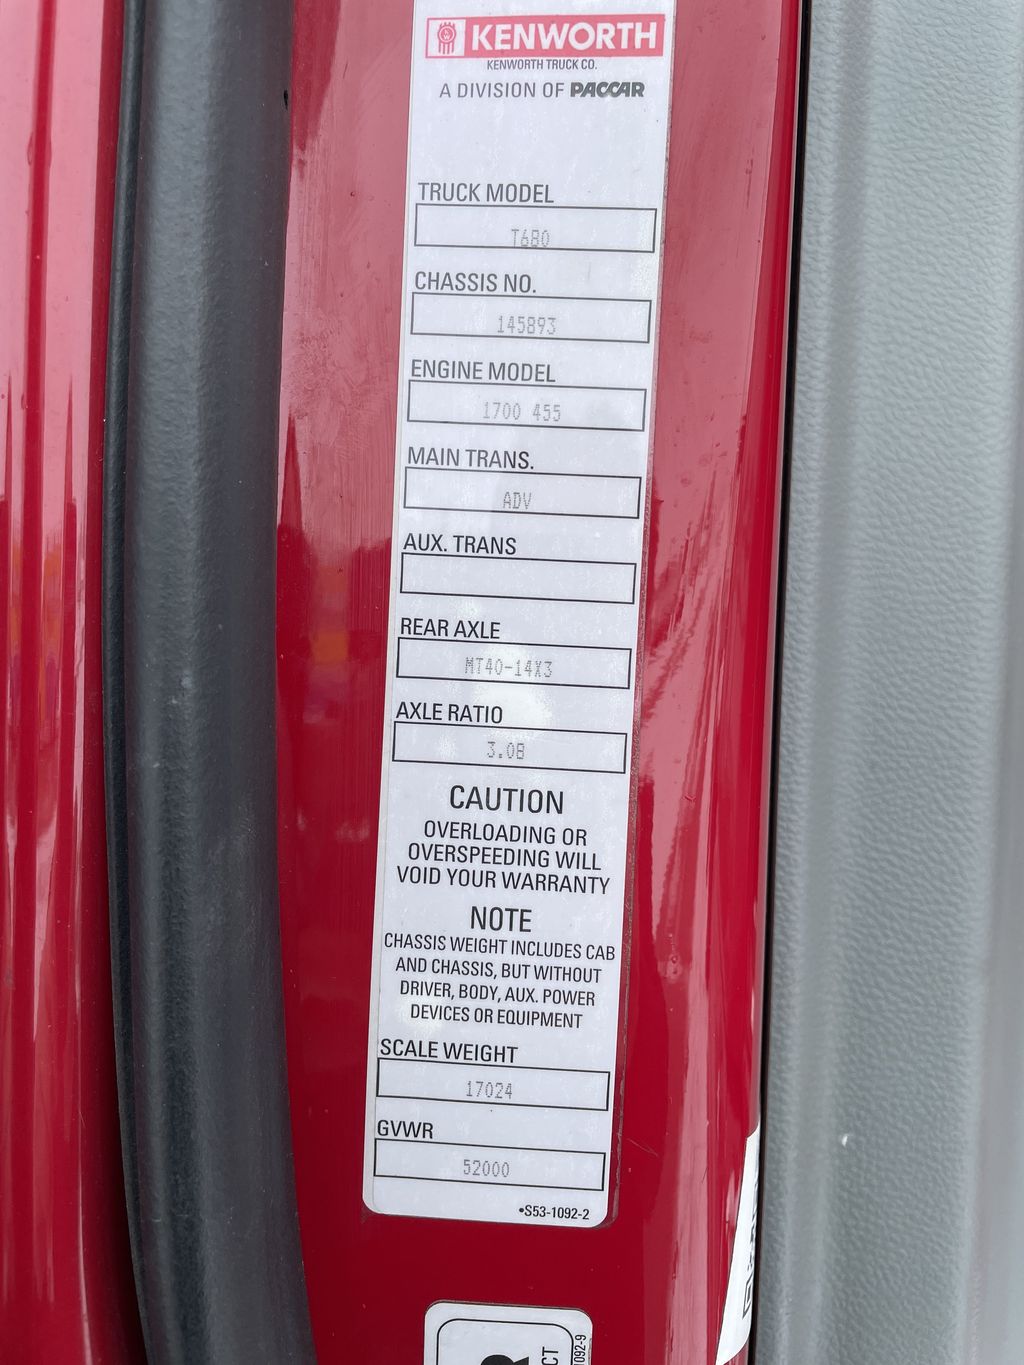 KENWORTH
KENWORTH TRUCK CO.
A DIVISION OF PACCAR
TRUCK MODEL
T680
CHASSIS NO.
145893
ENGINE MODEL
1700 455
MAIN TRANS.
ADV
AUX. TRANS
REAR AXLE
MT40-14X3
AXLE RATIO
3.08
CAUTION
OVERLOADING OR
OVERSPEEDING WILL
VOID YOUR WARRANTY
NOTE
CHASSIS WEIGHT INCLUDES CAB
AND CHASSIS, BUT WITHOUT
DRIVER, BODY, AUX. POWER
DEVICES OR EQUIPMENT
SCALE WEIGHT
17024
GVWR
52000
•S53-1092-2